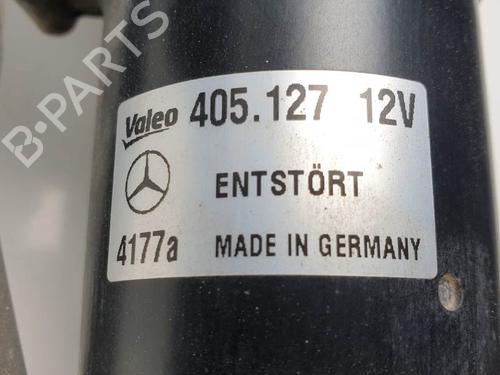 B-PARTS
Valeo 405.127 12V
ENTSTÖRT
4177a MADE IN GERMANY